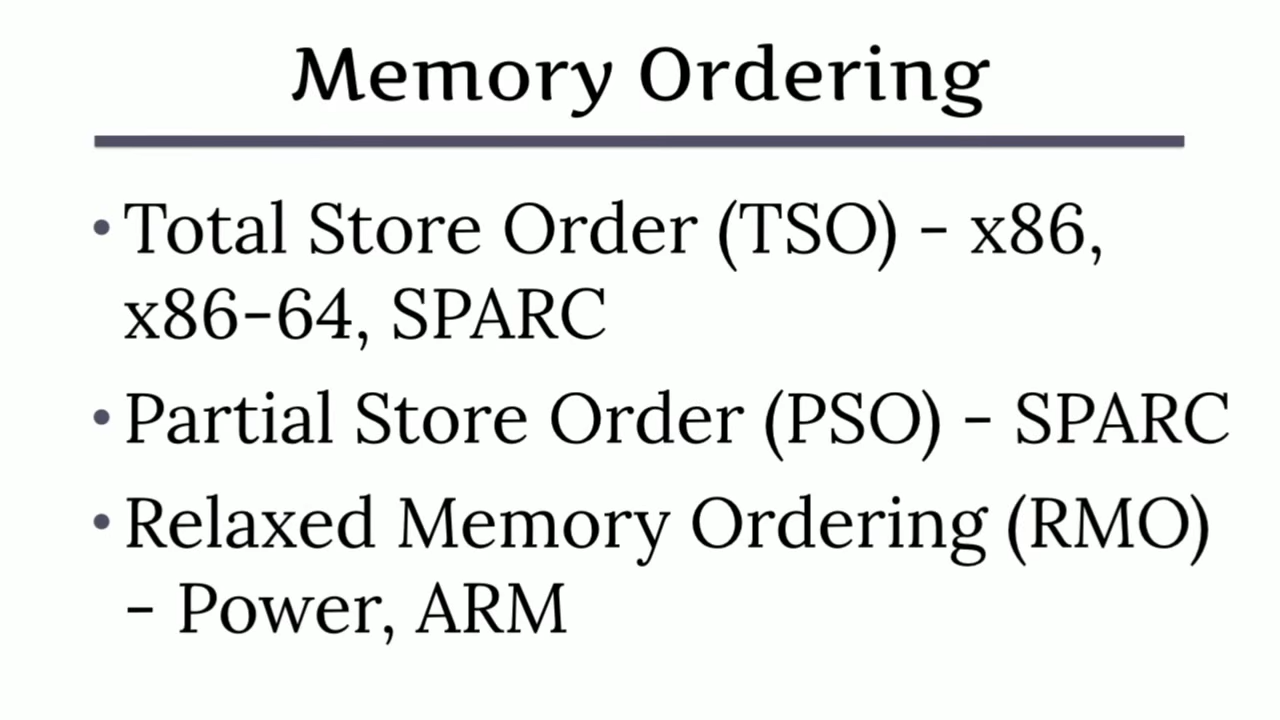 Memory Ordering
• Total Store Order (TSO) - x86,
x86-64, SPARC
• Partial Store Order (PSO) - SPARC
• Relaxed Memory Ordering (RMO)
- Power, ARM